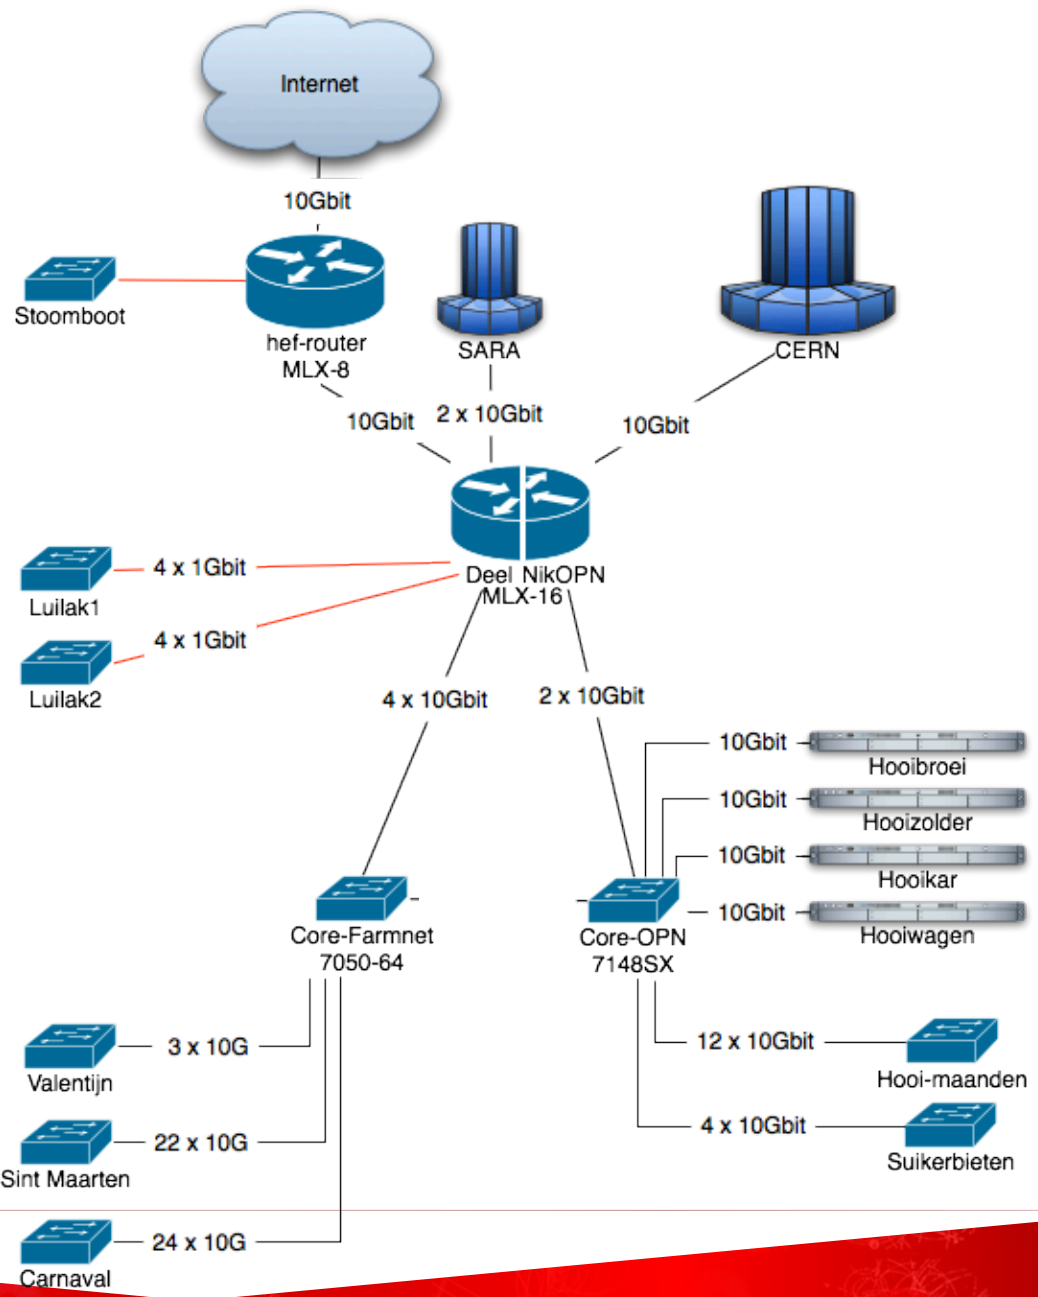 Internet
10Gbit
Stoomboot
hef-router
MLX-8
SARA
CERN
10Gbit
2 x 10Gbit
10Gbit
Deel NikOPN
MLX-16
4 x 1Gbit
Luilak1
4 x 1Gbit
Luilak2
4 x 10Gbit
2 x 10Gbit
10Gbit
Hooibroei
10Gbit
Hooizolder
10Gbit
Hooikar
10Gbit
Hooiwagen
Core-Farmnet
7050-64
Core-OPN
7148SX
3 x 10G
Valentijn
22 x 10G
Sint Maarten
24 x 10G
Carnaval
12 x 10Gbit
Hooi-maanden
4 x 10Gbit
Suikerbieten